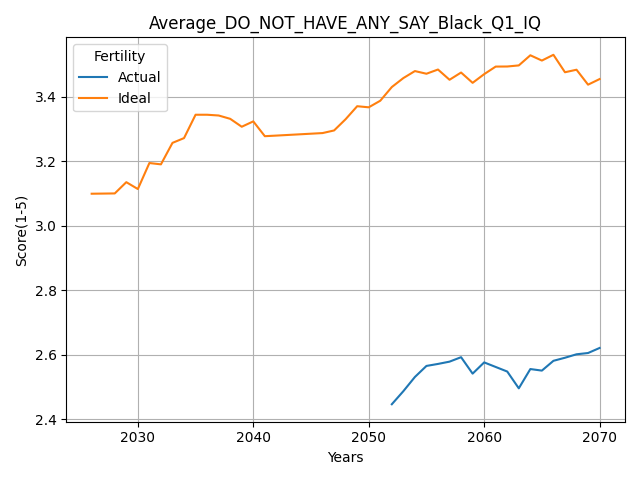 Average_DO_NOT_HAVE_ANY_SAY_Black_Q1_IQ
Fertility
Actual
Ideal
Score(1-5)
3.4
3.2
3.0
2.8
2.6
2.4
2030 2040 2050 2060 2070
Years